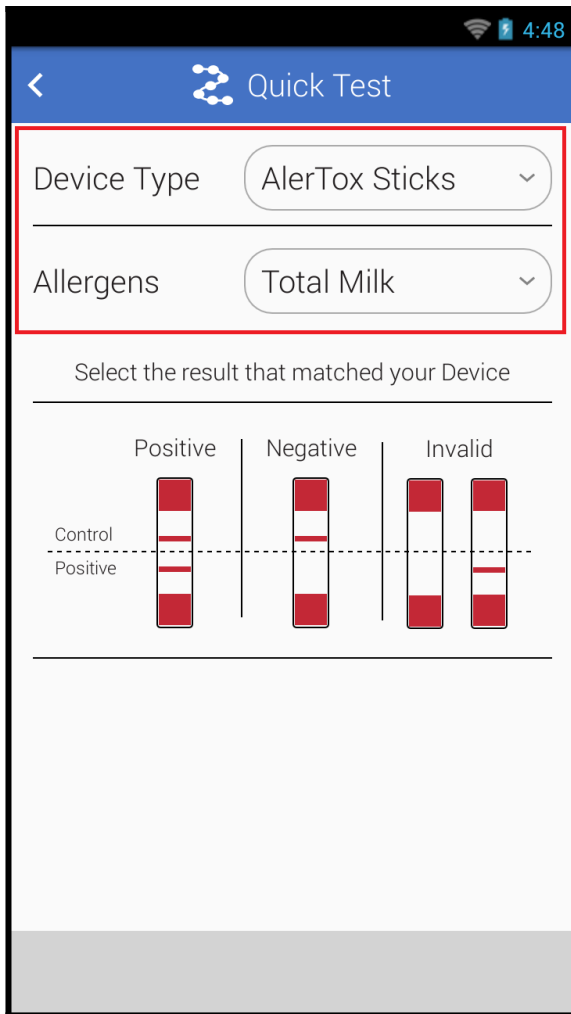 4:48
Quick Test
Device Type AlerTox Sticks
Allergens Total Milk
Select the result that matched your Device
Positive Negative Invalid
Control
Positive